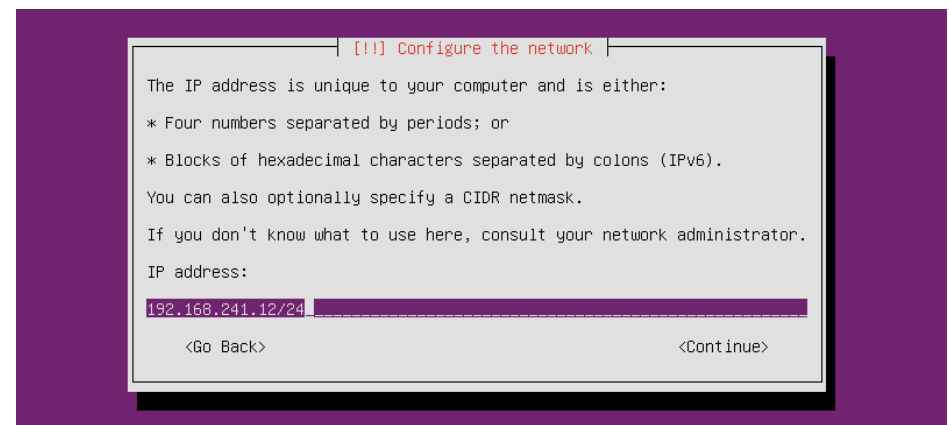 [!!] Configure the network
The IP address is unique to your computer and is either:
* Four numbers separated by periods; or
* Blocks of hexadecimal characters separated by colons (IPv6).
You can also optionally specify a CIDR netmask.
If you don't know what to use here, consult your network administrator.
IP address:
192.168.241.12/24
<Go Back> <Continue>